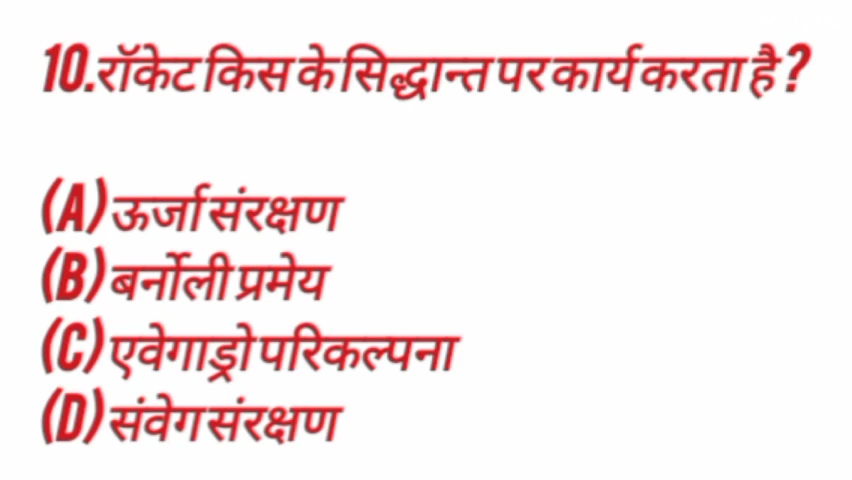 10.रॉकेट किस के सिद्धान्त पर कार्य करता है ?
(A) ऊर्जा संरक्षण
(B) बर्नोली प्रमेय
(C) एवेगाड्रो परिकल्पना
(D) संवेग संरक्षण